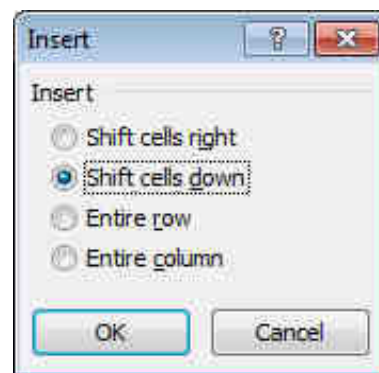 Insert
Insert
Shift cells right
Shift cells down
Entire row
Entire column
OK
Cancel